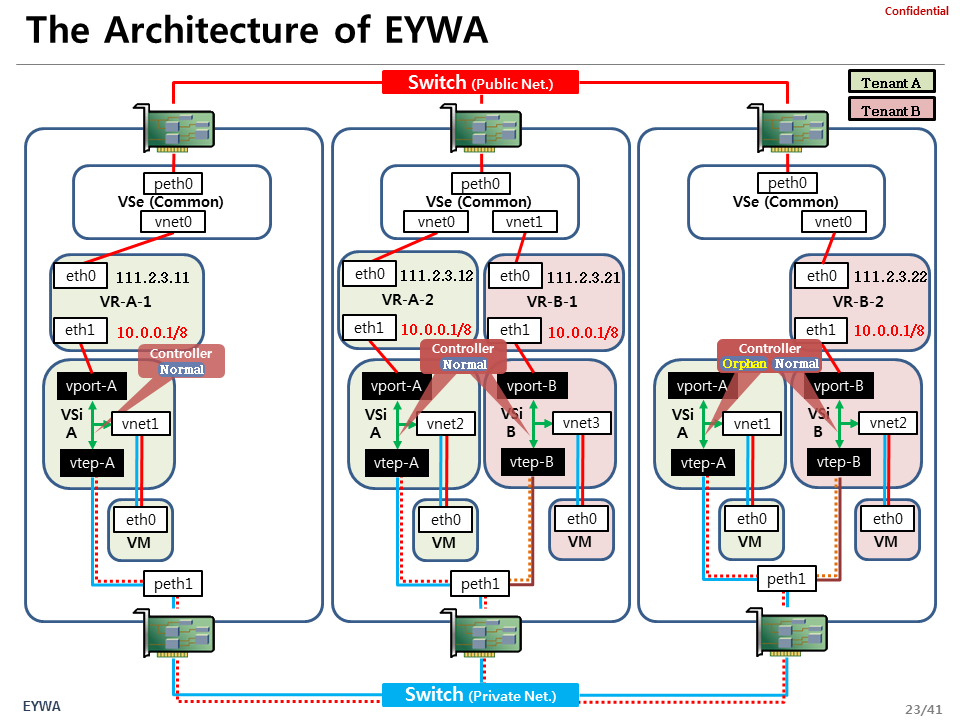 Confidential
The Architecture of EYWA
Switch (Public Net.)
Tenant A
Tenant B
peth0
VSe (Common)
vnet0
eth0
111.2.3.11
VR-A-1
eth1
10.0.0.1/8
Controller
Normal
vport-A
VSi
A
vnet1
vtep-A
eth0
VM
peth1
peth0
VSe (Common)
vnet0
vnet1
eth0
111.2.3.12
VR-A-2
eth1
10.0.0.1/8
eth0
111.2.3.21
VR-B-1
eth1
10.0.0.1/8
Controller
Normal
vport-A
VSi
A
vnet2
vtep-A
vport-B
VSi
B
vnet3
vtep-B
eth0
VM
eth0
VM
peth1
peth0
VSe (Common)
vnet0
eth0
111.2.3.22
VR-B-2
eth1
10.0.0.1/8
Controller
Orphan Normal
vport-A
VSi
A
vnet1
vtep-A
vport-B
VSi
B
vnet2
vtep-B
eth0
VM
eth0
VM
peth1
Switch (Private Net.)
EYWA
23/41